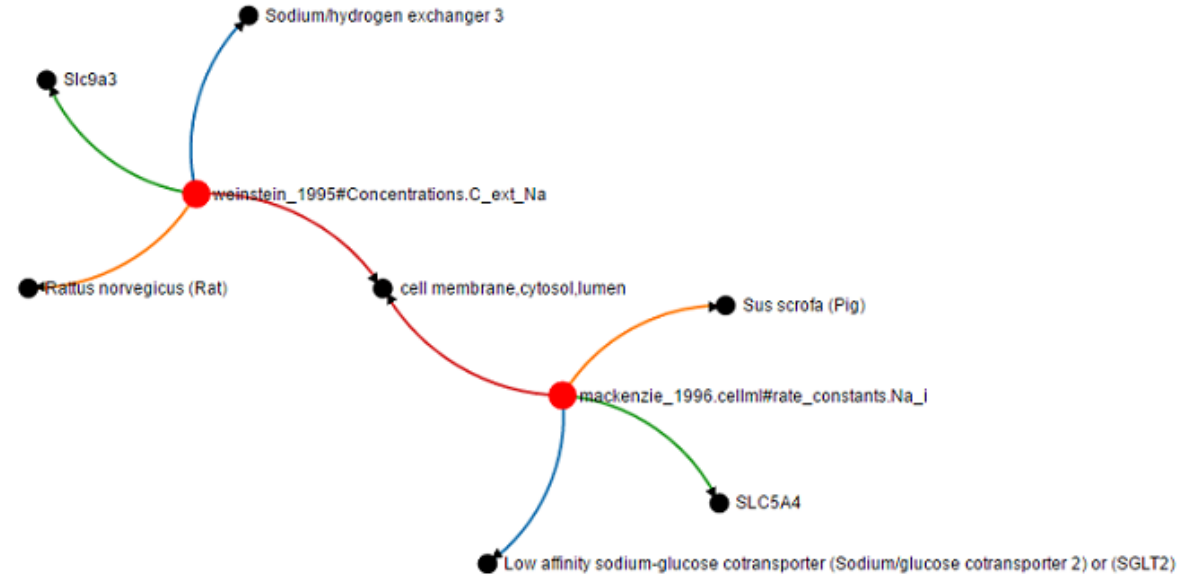 Sodium/hydrogen exchanger 3
Slc9a3
weinstein_1995#Concentrations.C_ext_Na
Rattus norvegicus (Rat)
cell membrane,cytosol,lumen
Sus scrofa (Pig)
mackenzie_1996.cellml#rate_constants.Na_i
SLC5A4
Low affinity sodium-glucose cotransporter (Sodium/glucose cotransporter 2) or (SGLT2)